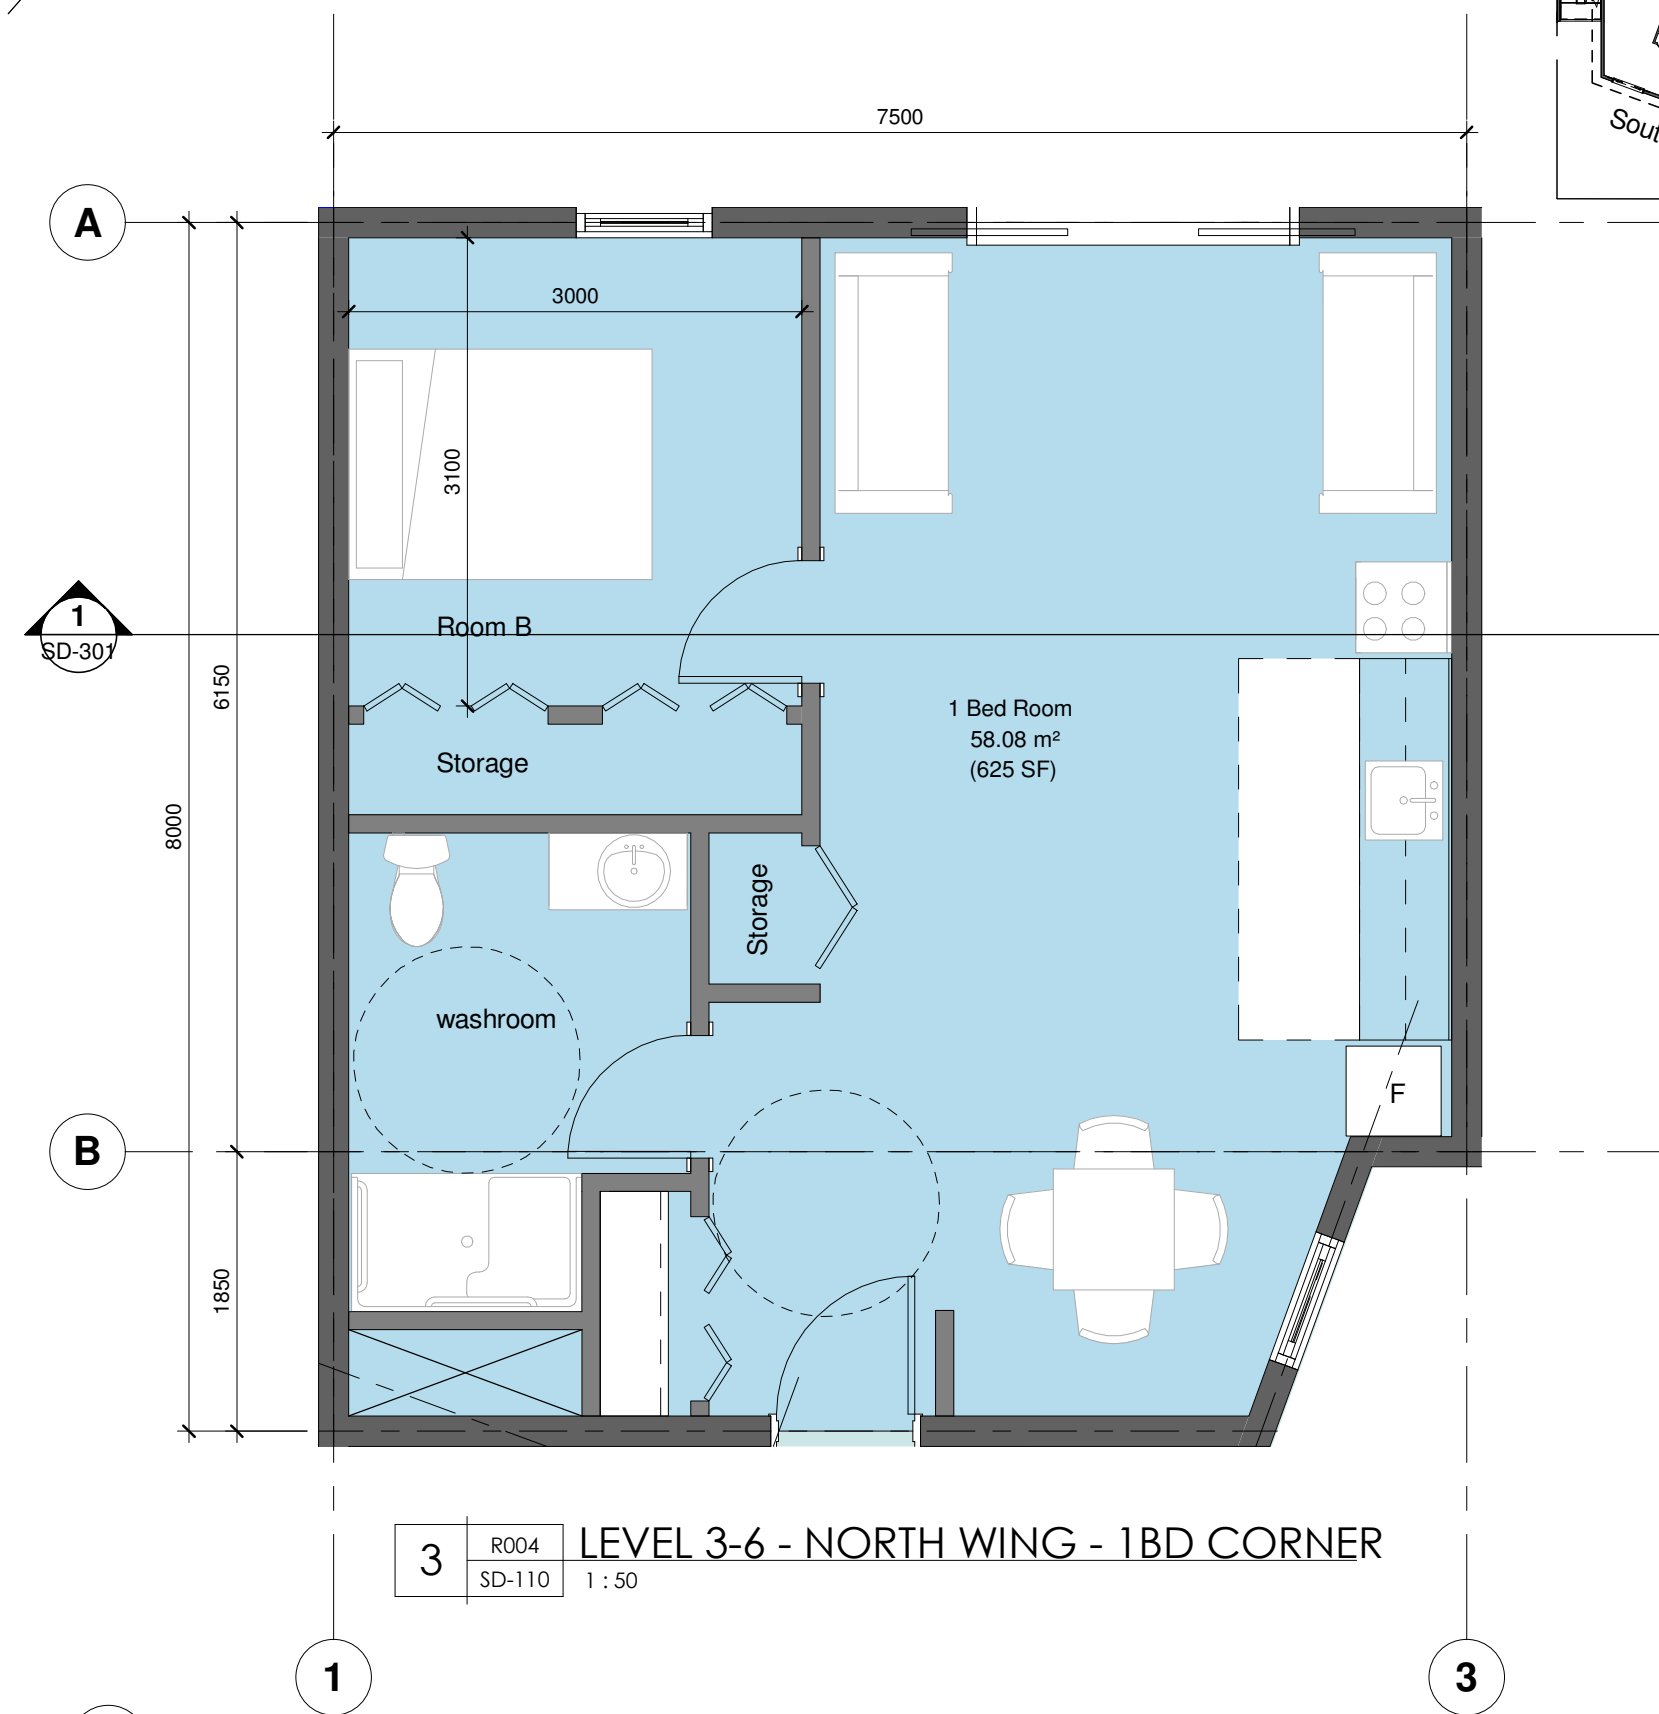 Sout
7500
A
3000
3100
1
SD-301
Room B
6150
1 Bed Room
58.08 m²
(625 SF)
Storage
8000
Storage
washroom
F
B
1850
3
R004
SD-110
LEVEL 3-6 - NORTH WING - 1BD CORNER
1 : 50
1
3